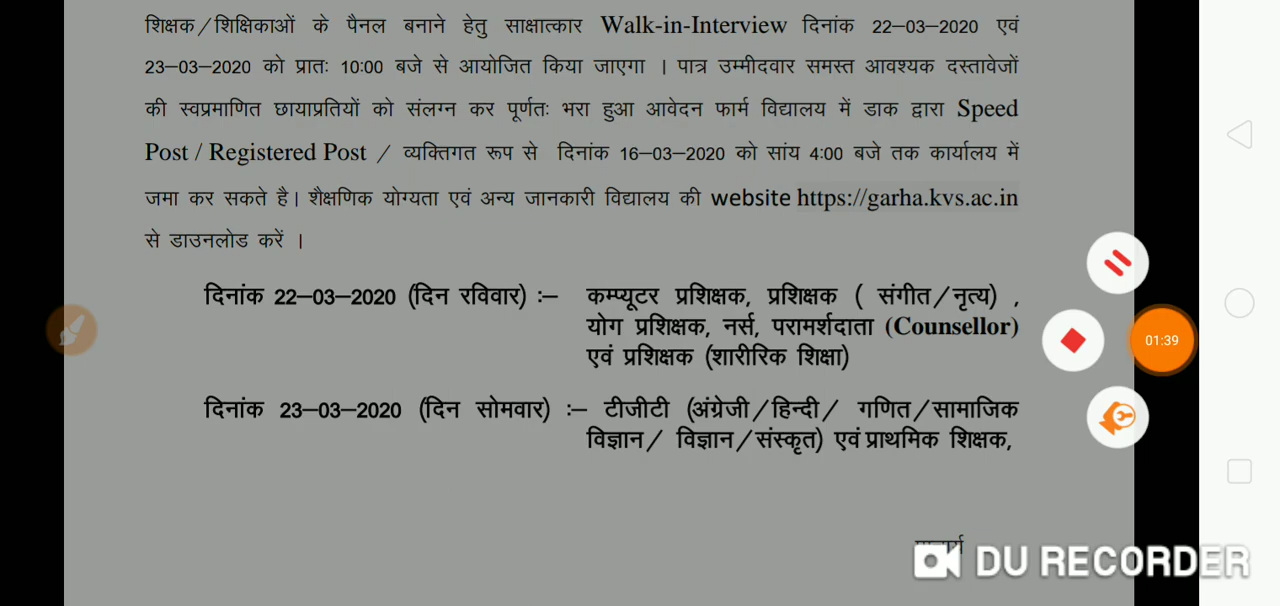 शिक्षक/शिक्षिकाओं के पैनल बनाने हेतु साक्षात्कार Walk-in-Interview दिनांक 22–03–2020 एवं
23–03–2020 को प्रातः 10:00 बजे से आयोजित किया जाएगा । पात्र उम्मीदवार समस्त आवश्यक दस्तावेजों
की स्वप्रमाणित छायाप्रतियों को संलग्न कर पूर्णतः भरा हुआ आवेदन फार्म विद्यालय में डाक द्वारा Speed
Post / Registered Post / व्यक्तिगत रूप से दिनांक 16–03–2020 को सांय 4:00 बजे तक कार्यालय में
जमा कर सकते है। शैक्षणिक योग्यता एवं अन्य जानकारी विद्यालय की website https://garha.kvs.ac.in
से डाउनलोड करें ।
दिनांक 22–03–2020 (दिन रविवार) :– कम्प्यूटर प्रशिक्षक, प्रशिक्षक ( संगीत/नृत्य) ,
योग प्रशिक्षक, नर्स, परामर्शदाता (Counsellor)
एवं प्रशिक्षक (शारीरिक शिक्षा)
01:39
दिनांक 23–03–2020 (दिन सोमवार) :– टीजीटी (अंग्रेजी/हिन्दी/ गणित/सामाजिक
विज्ञान/ विज्ञान/संस्कृत) एवं प्राथमिक शिक्षक,
DU RECORDER